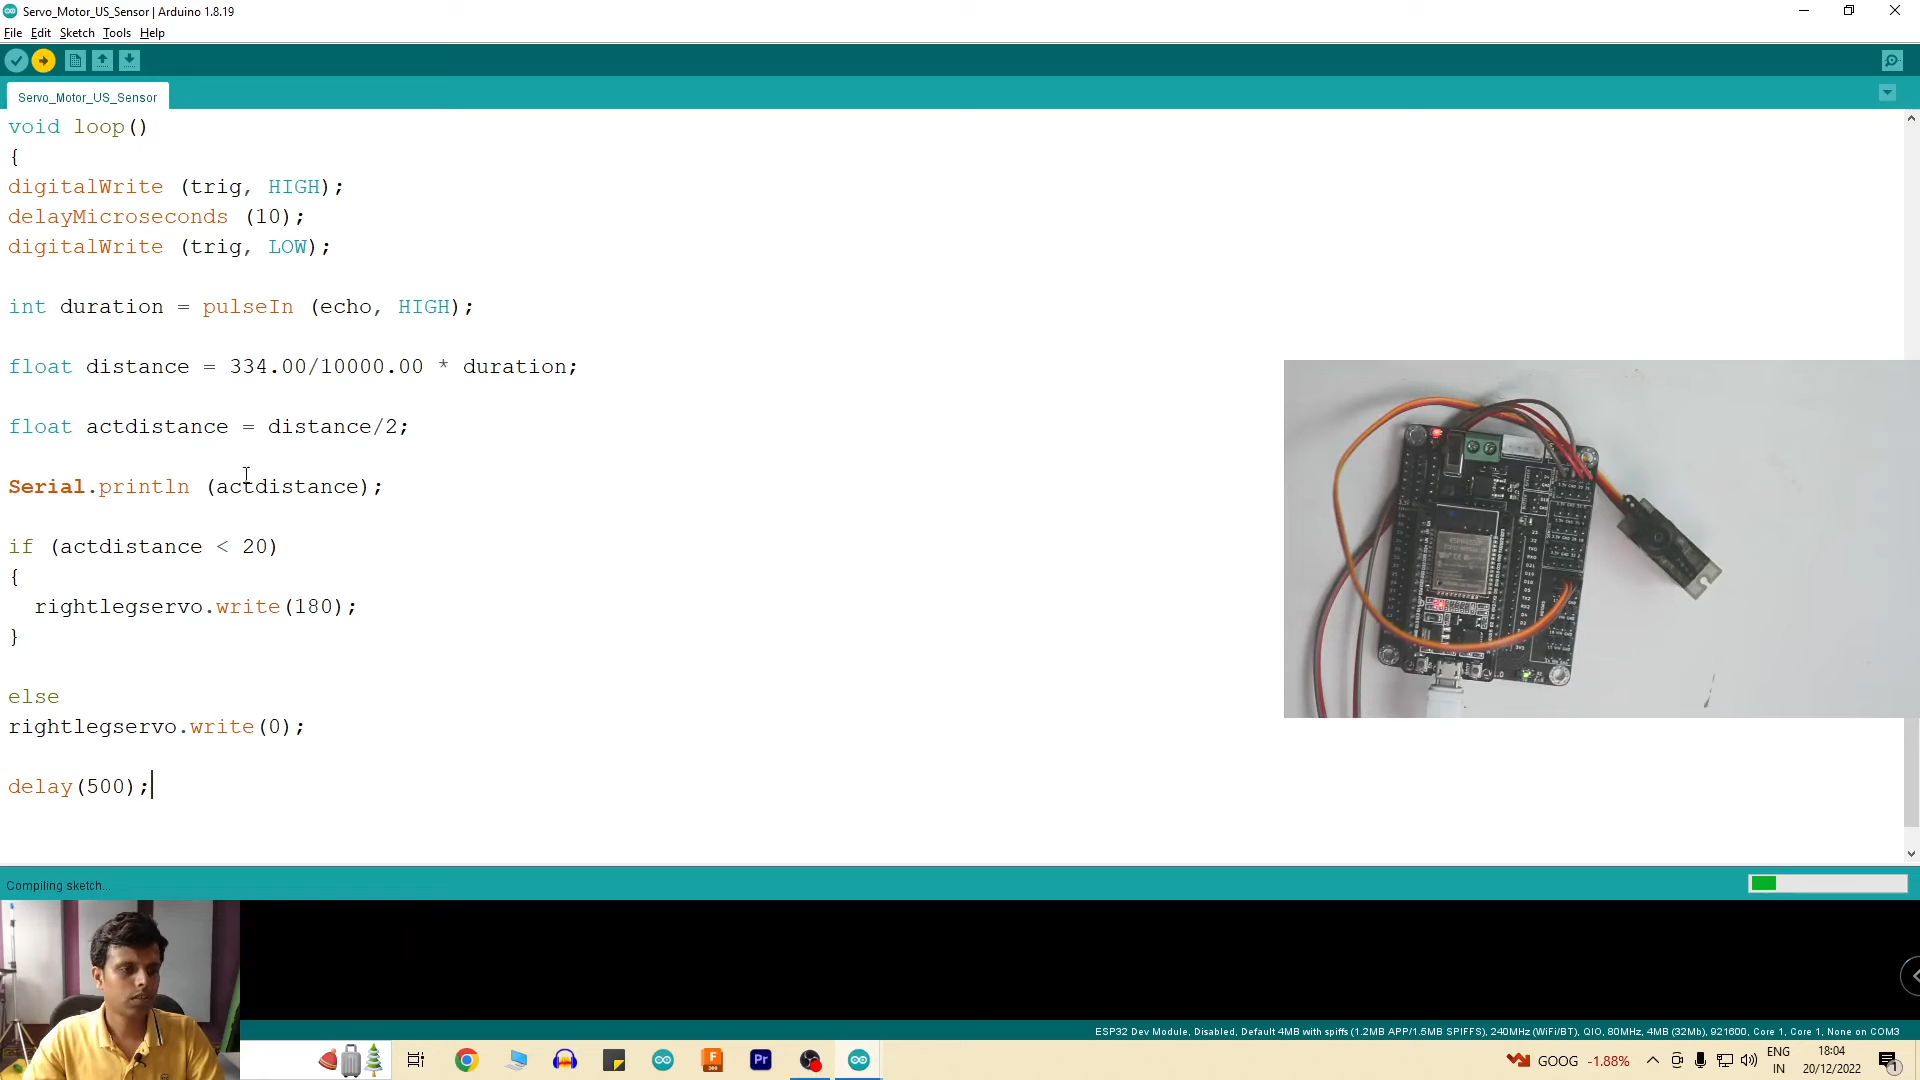 Servo_Motor_US_Sensor | Arduino 1.8.19
File Edit Sketch Tools Help
Servo_Motor_US_Sensor
void loop()
{
digitalWrite (trig, HIGH);
delayMicroseconds (10);
digitalWrite (trig, LOW);
int duration = pulseIn (echo, HIGH);
float distance = 334.00/10000.00 * duration;
float actdistance = distance/2;
Serial.println (actdistance);
if (actdistance < 20)
{
rightlegservo.write(180);
}
else
rightlegservo.write(0);
delay(500);
Compiling sketch...
ESP32 Dev Module, Disabled, Default 4MB with spiffs (1.2MB APP/1.5MB SPIFFS), 240MHz (WiFi/BT), QIO, 80MHz, 4MB (32Mb), 921600, Core 1, Core 1, None on COM3
GOOG -1.88%
ENG
IN
18:04
20/12/2022
1